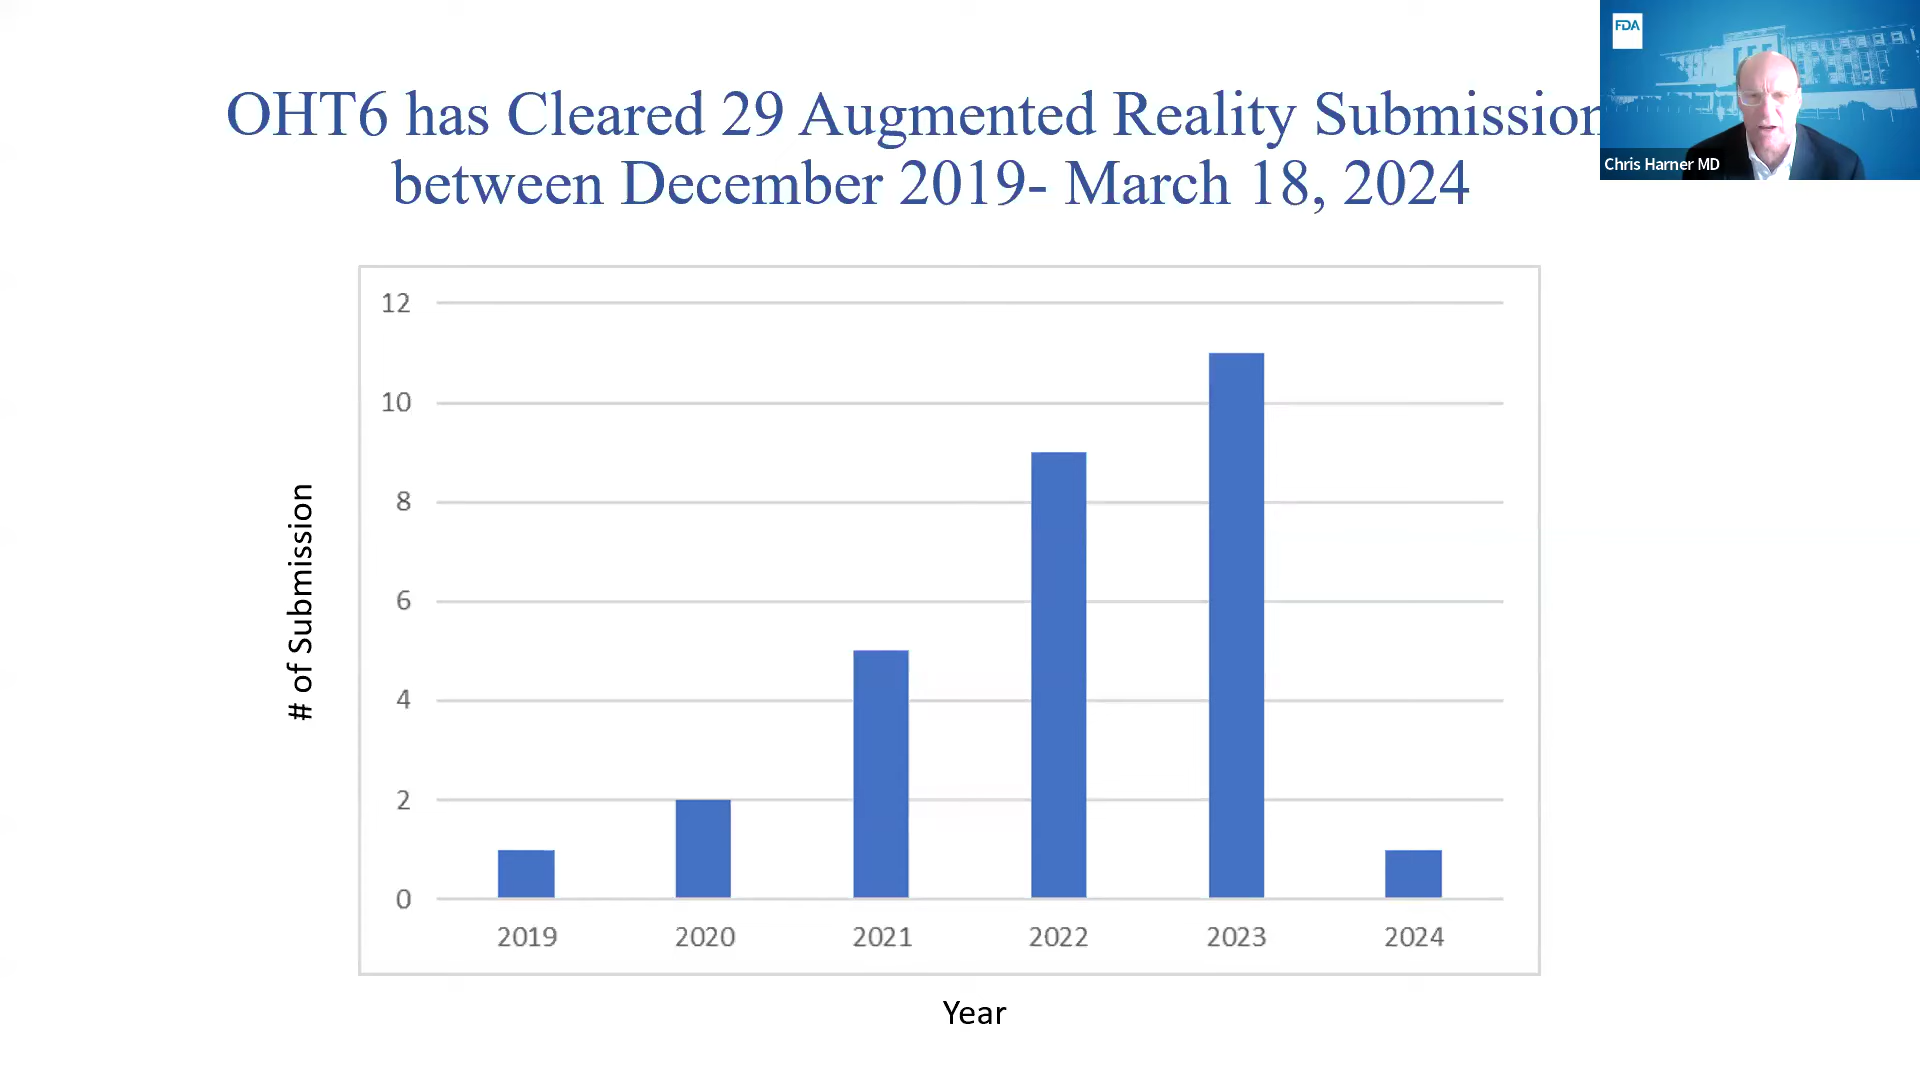 FDA
OHT6 has Cleared 29 Augmented Reality Submission
between December 2019- March 18, 2024
Chris Harner MD
12
10
8
6
4
2
0
# of Submission
2019 2020 2021 2022 2023 2024
Year